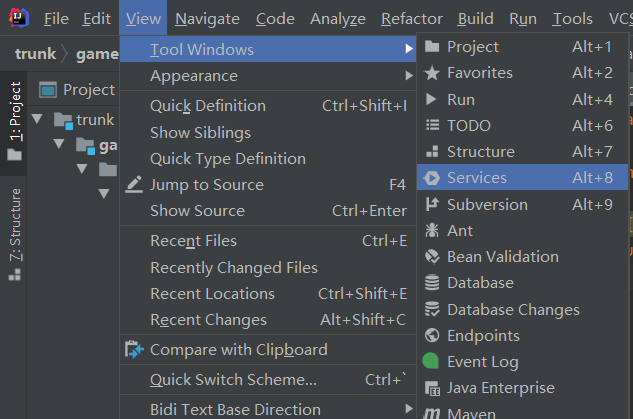 File Edit View Navigate Code Analyze Refactor Build Run Tools VCS
trunk game
1: Project
7: Structure
Project
trunk
ga
Tool Windows
Appearance
Quick Definition Ctrl+Shift+I
Show Siblings
Quick Type Definition
Jump to Source F4
Show Source Ctrl+Enter
Recent Files Ctrl+E
Recently Changed Files
Recent Locations Ctrl+Shift+E
Recent Changes Alt+Shift+C
Compare with Clipboard
Quick Switch Scheme... Ctrl+`
Bidi Text Base Direction
Project Alt+1
Favorites Alt+2
Run Alt+4
TODO Alt+6
Structure Alt+7
Services Alt+8
Subversion Alt+9
Ant
Bean Validation
Database
Database Changes
Endpoints
Event Log
Java Enterprise
Maven